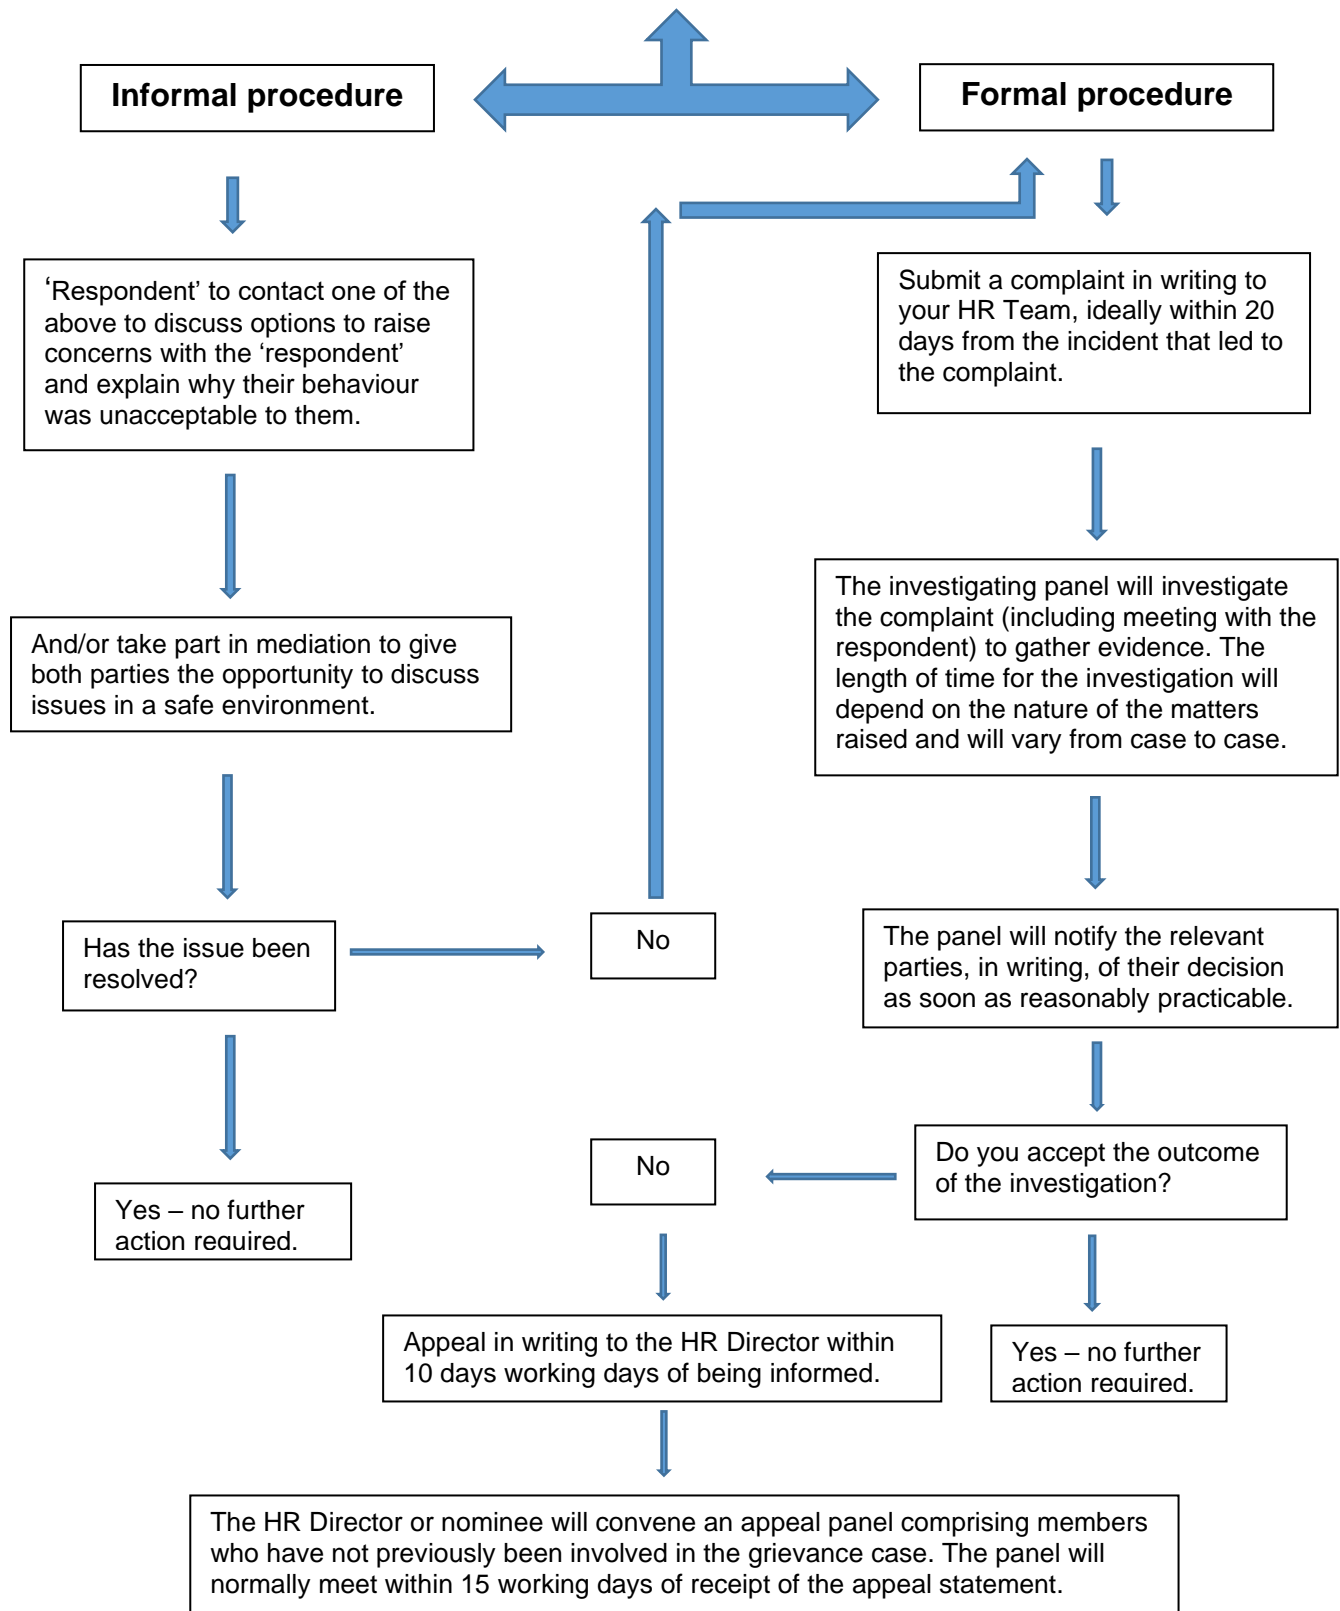 Informal procedure
Formal procedure
‘Respondent’ to contact one of the
above to discuss options to raise
concerns with the ‘respondent’
and explain why their behaviour
was unacceptable to them.
Submit a complaint in writing to
your HR Team, ideally within 20
days from the incident that led to
the complaint.
And/or take part in mediation to give
both parties the opportunity to discuss
issues in a safe environment.
The investigating panel will investigate
the complaint (including meeting with the
respondent) to gather evidence. The
length of time for the investigation will
depend on the nature of the matters
raised and will vary from case to case.
Has the issue been
resolved?
No
The panel will notify the relevant
parties, in writing, of their decision
as soon as reasonably practicable.
No
Do you accept the outcome
of the investigation?
Yes – no further
action required.
Appeal in writing to the HR Director within
10 days working days of being informed.
Yes – no further
action required.
The HR Director or nominee will convene an appeal panel comprising members
who have not previously been involved in the grievance case. The panel will
normally meet within 15 working days of receipt of the appeal statement.